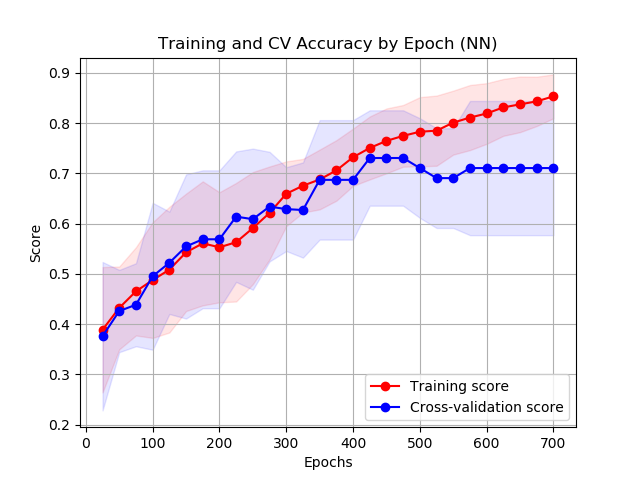 Training and CV Accuracy by Epoch (NN)
0.9
0.8
0.7
0.6
0.5
0.4
0.3
0.2
Score
Training score
Cross-validation score
0 100 200 300 400 500 600 700
Epochs